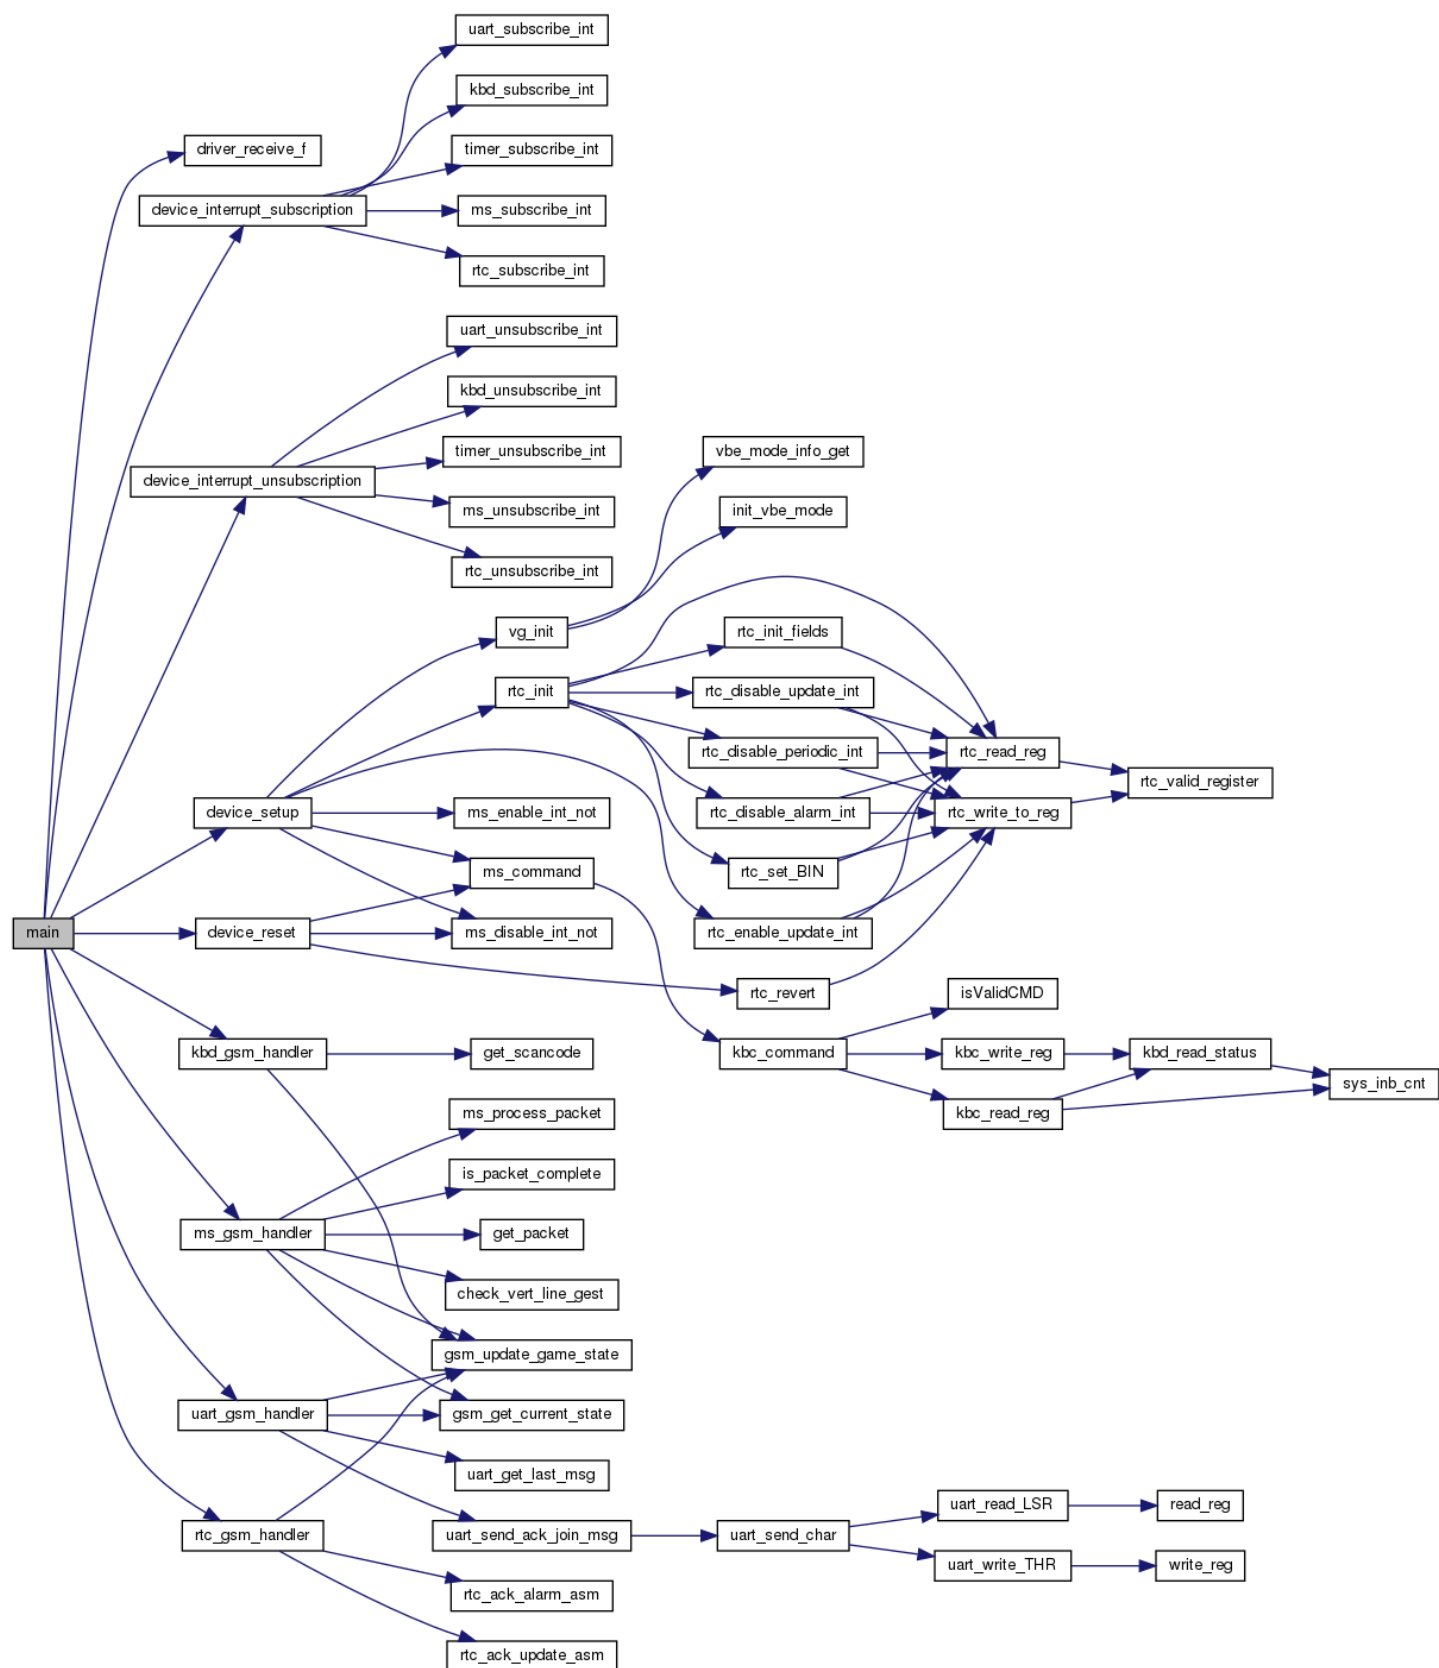 uart_subscribe_int
kbd_subscribe_int
driver_receive_f
timer_subscribe_int
device_interrupt_subscription
ms_subscribe_int
rtc_subscribe_int
uart_unsubscribe_int
kbd_unsubscribe_int
vbe_mode_info_get
timer_unsubscribe_int
device_interrupt_unsubscription
ms_unsubscribe_int
init_vbe_mode
rtc_unsubscribe_int
vg_init
rtc_init_fields
rtc_init
rtc_disable_update_int
rtc_disable_periodic_int
rtc_read_reg
rtc_valid_register
device_setup
ms_enable_int_not
rtc_disable_alarm_int
rtc_write_to_reg
ms_command
rtc_set_BIN
main
device_reset
ms_disable_int_not
rtc_enable_update_int
rtc_revert
isValidCMD
kbd_gsm_handler
get_scancode
kbc_command
kbc_write_reg
kbd_read_status
sys_inb_cnt
ms_process_packet
kbc_read_reg
is_packet_complete
ms_gsm_handler
get_packet
check_vert_line_gest
gsm_update_game_state
uart_gsm_handler
gsm_get_current_state
uart_get_last_msg
uart_read_LSR
read_reg
rtc_gsm_handler
uart_send_ack_join_msg
uart_send_char
uart_write_THR
write_reg
rtc_ack_alarm_asm
rtc_ack_update_asm